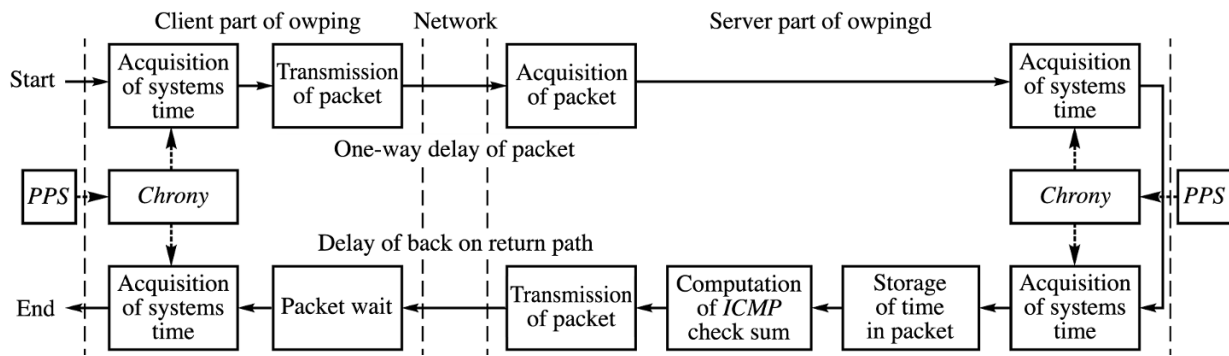 Client part of owping
Network
Server part of owpingd
Start
Acquisition
of systems
time
Transmission
of packet
Acquisition
of packet
Acquisition
of systems
time
One-way delay of packet
PPS
Chrony
Chrony
PPS
Delay of back on return path
End
Acquisition
of systems
time
Packet wait
Transmission
of packet
Computation
of ICMP
check sum
Storage
of time
in packet
Acquisition
of systems
time